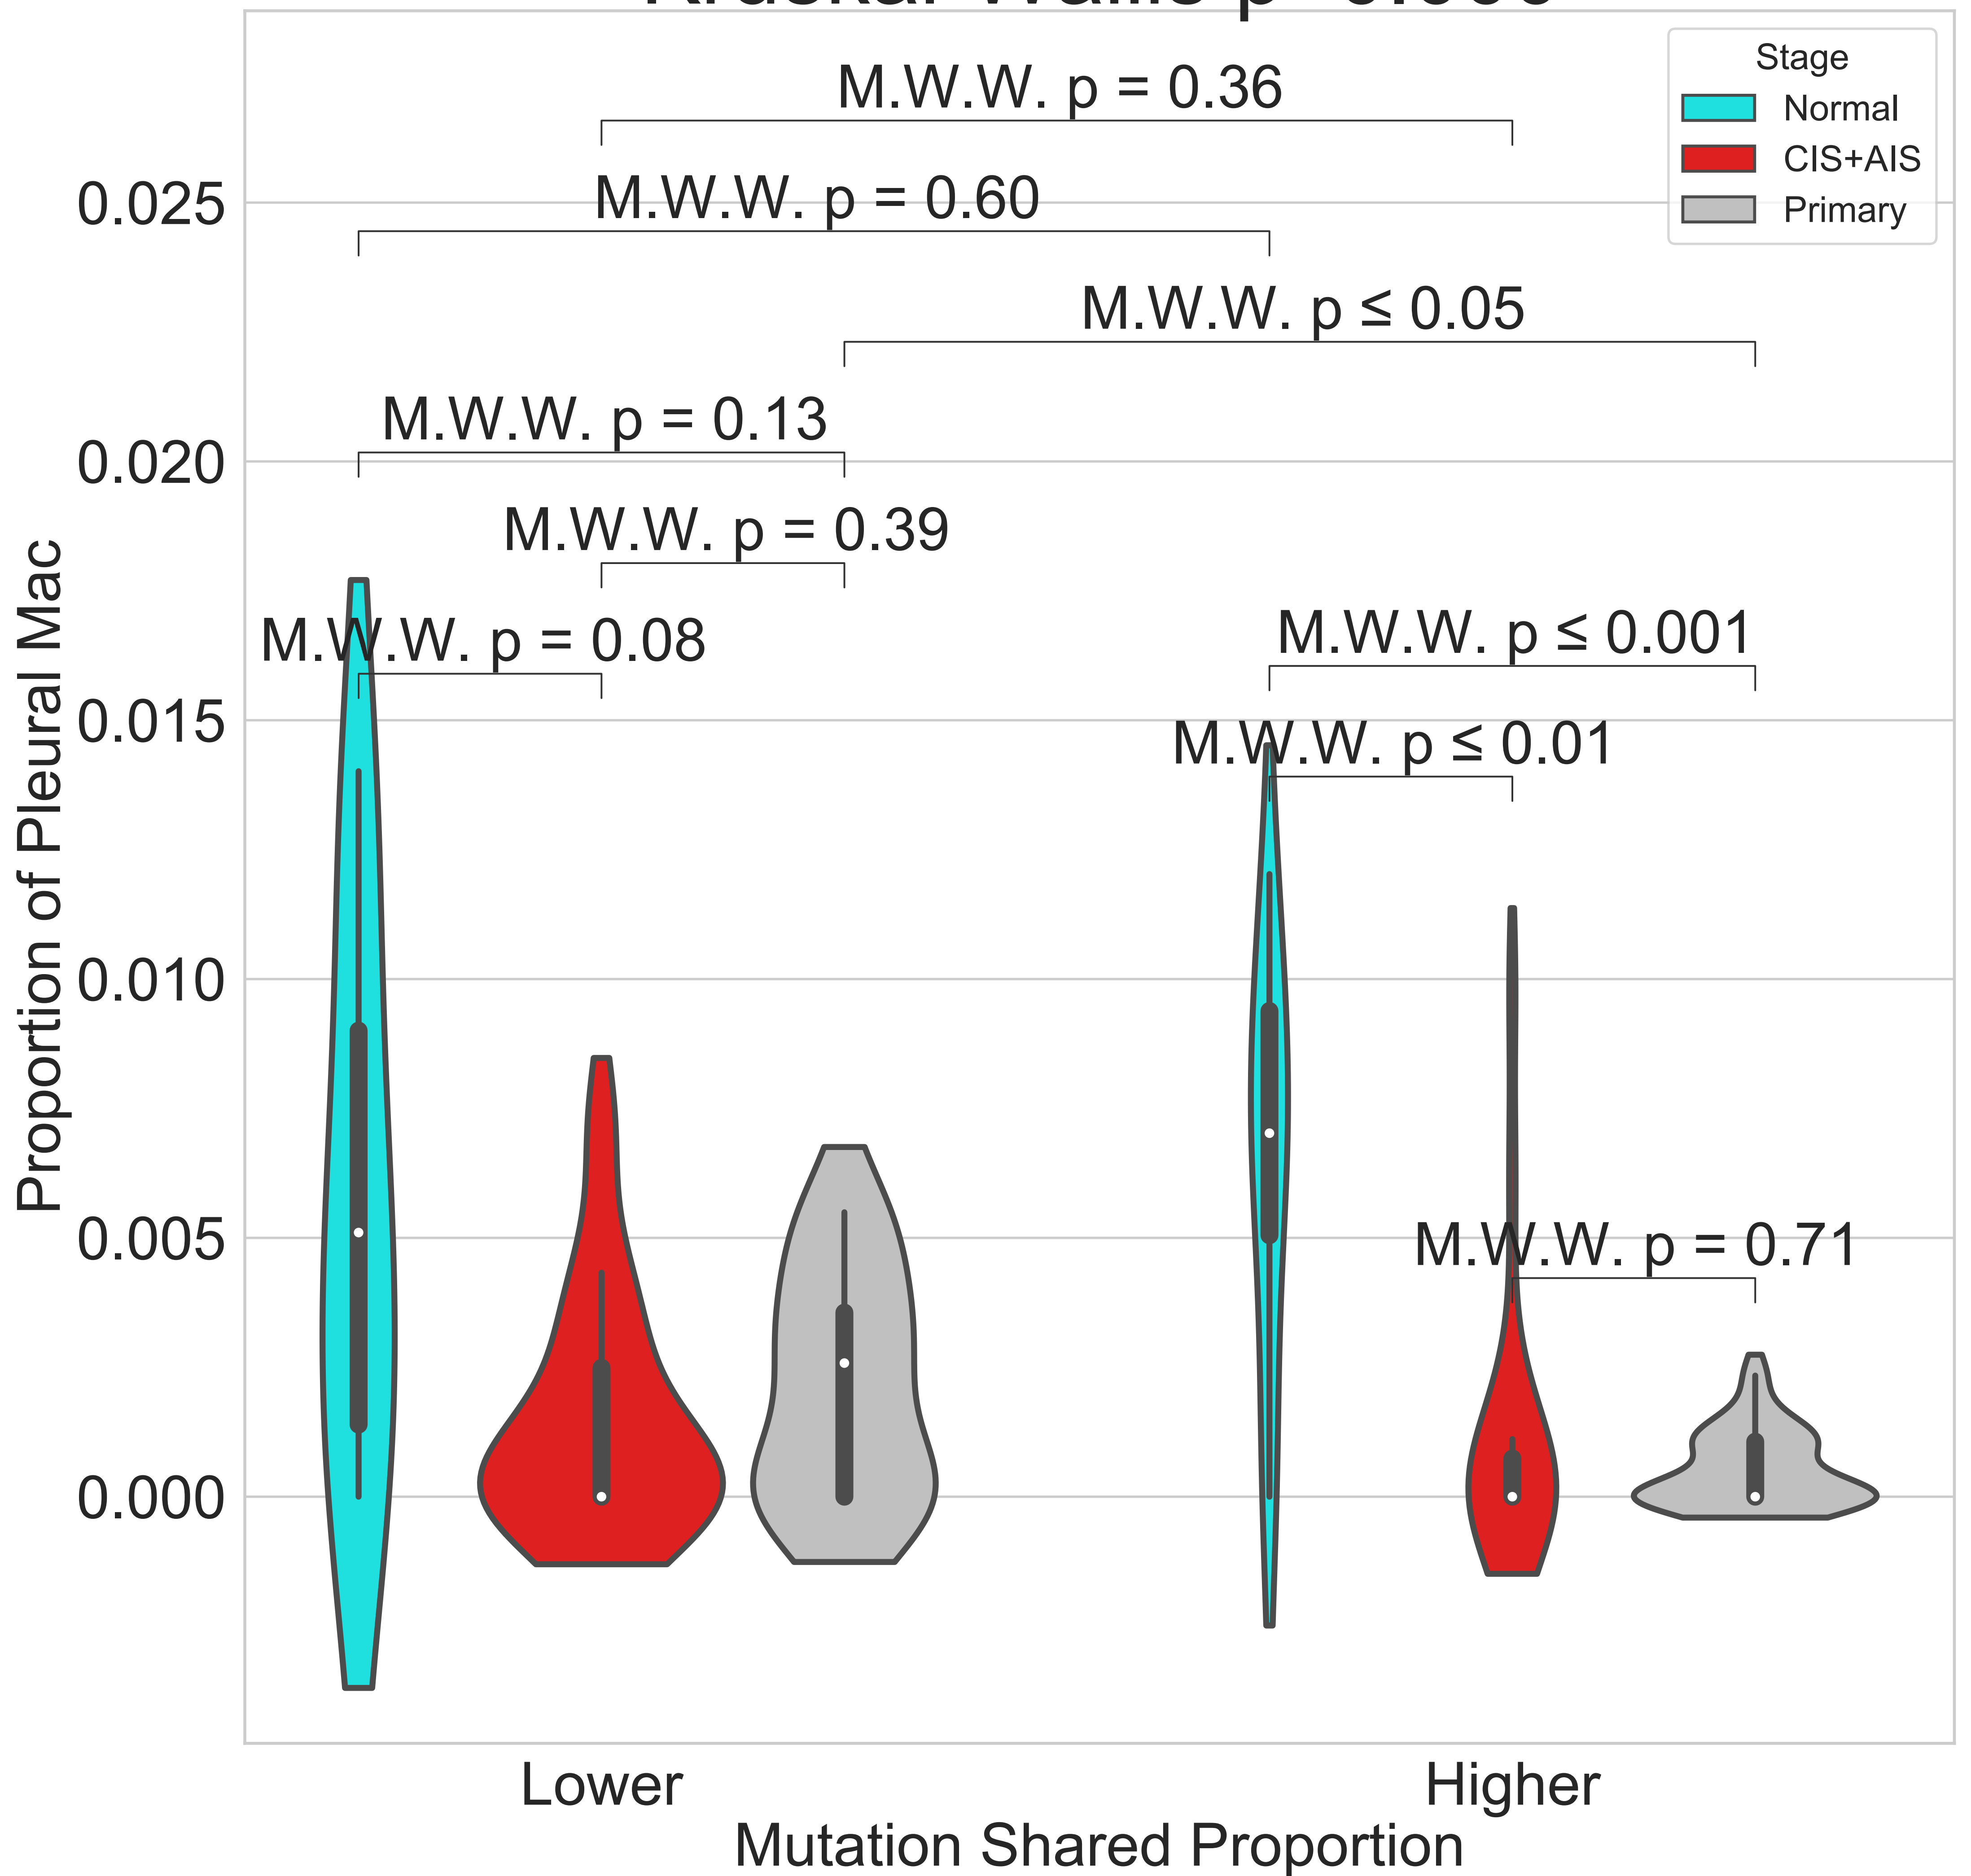 Stage
Normal
CIS+AIS
Primary
M.W.W. p = 0.36
M.W.W. p = 0.60
M.W.W. p ≤ 0.05
M.W.W. p = 0.13
M.W.W. p = 0.39
M.W.W. p = 0.08
M.W.W. p ≤ 0.001
M.W.W. p ≤ 0.01
M.W.W. p = 0.71
0.025
0.020
0.015
0.010
0.005
0.000
Proportion of Pleural Mac
Lower
Higher
Mutation Shared Proportion